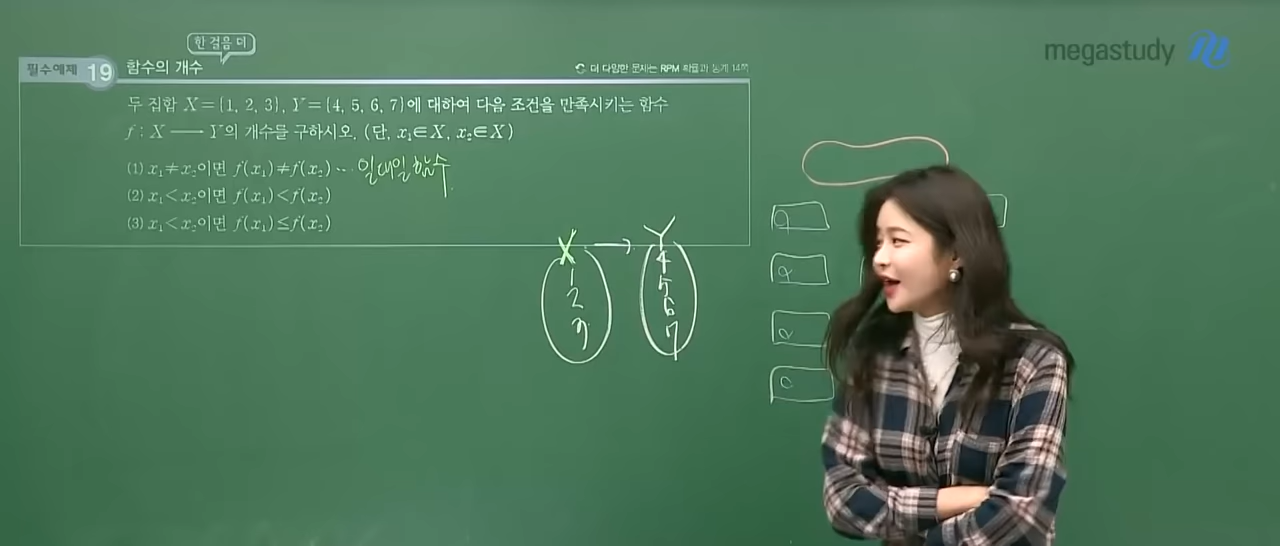 megastudy
한 걸음 더
필수예제 19 함수의 개수
더 다양한 문제는 RPM 확률과 통계 14쪽
두 집합 X={1, 2, 3}, Y={4, 5, 6, 7}에 대하여 다음 조건을 만족시키는 함수
f : X ── Y의 개수를 구하시오. (단, x₁∈X, x₂∈X)
(1) x₁≠x₂이면 f(x₁)≠f(x₂) … 일대일함수
(2) x₁<x₂이면 f(x₁)<f(x₂)
(3) x₁<x₂이면 f(x₁)≤f(x₂)
X → Y
1 4
2 5
3 6
7